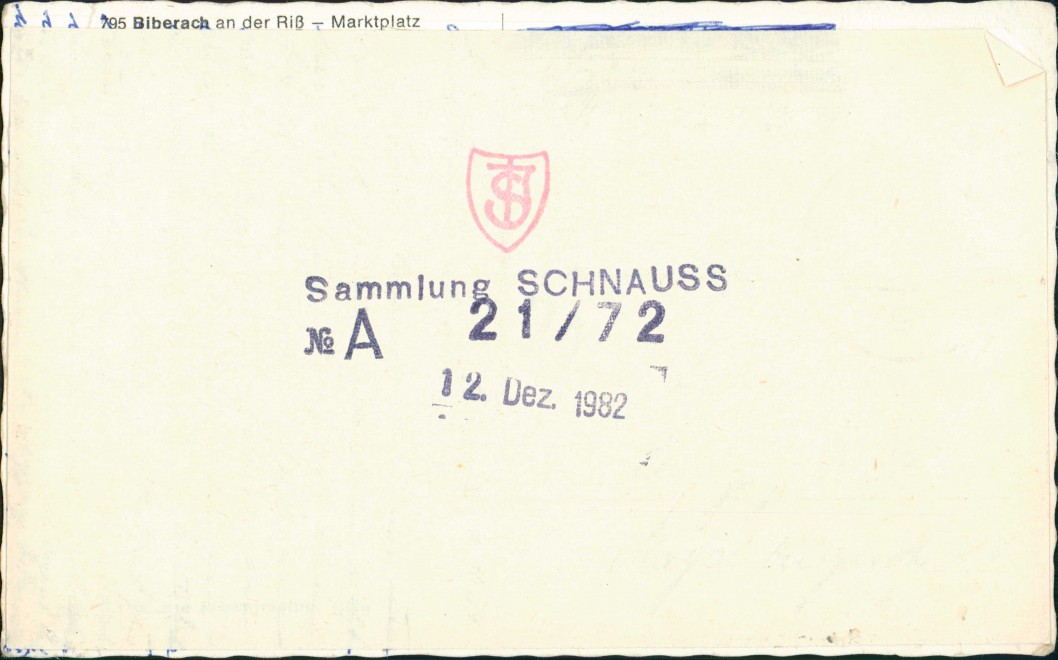 795 Biberach an der Riß – Marktplatz
Sammlung SCHNAUSS
№ A 21/72
12. Dez. 1982